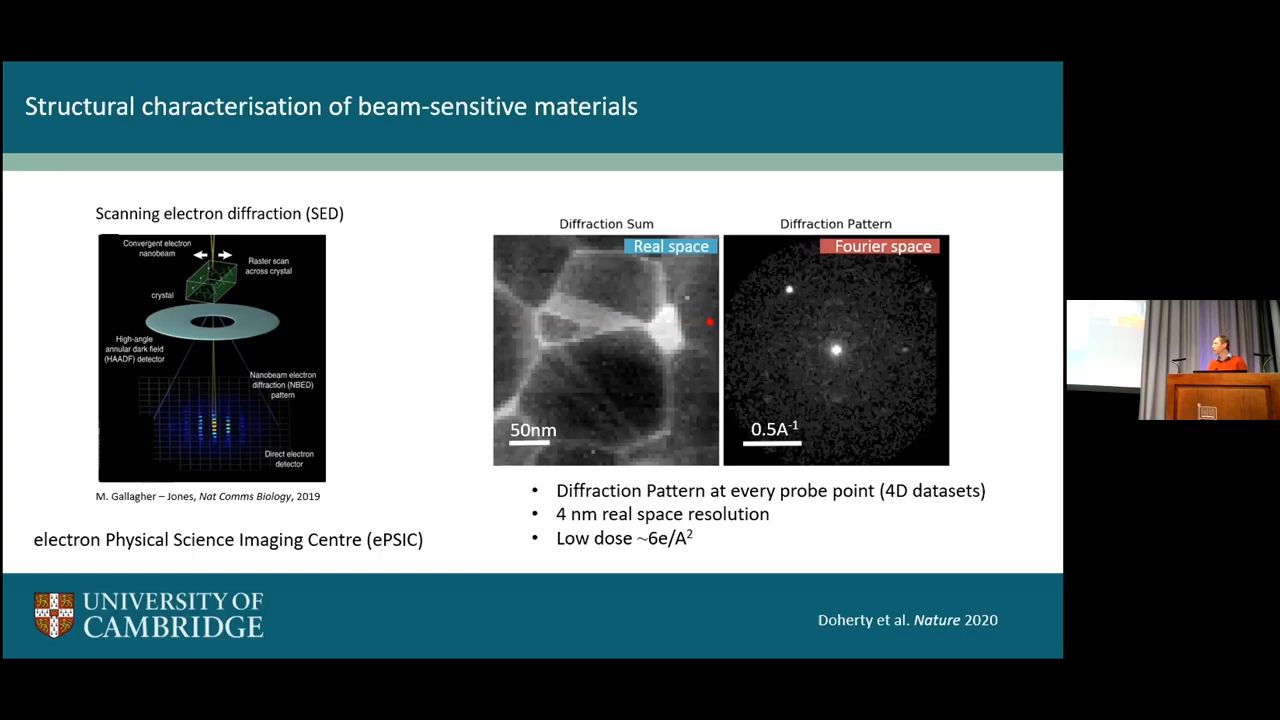 Structural characterisation of beam-sensitive materials
Scanning electron diffraction (SED)
Convergent electron
nanobeam
Raster scan
across crystal
crystal
High-angle
annular dark field
(HAADF) detector
Nanobeam electron
diffraction (NBED)
pattern
Direct electron
detector
M. Gallagher – Jones, Nat Comms Biology, 2019
electron Physical Science Imaging Centre (ePSIC)
Diffraction Sum
Real space
50nm
Diffraction Pattern
Fourier space
0.5A⁻¹
• Diffraction Pattern at every probe point (4D datasets)
• 4 nm real space resolution
• Low dose ~6e/A²
UNIVERSITY OF
CAMBRIDGE
Doherty et al. Nature 2020